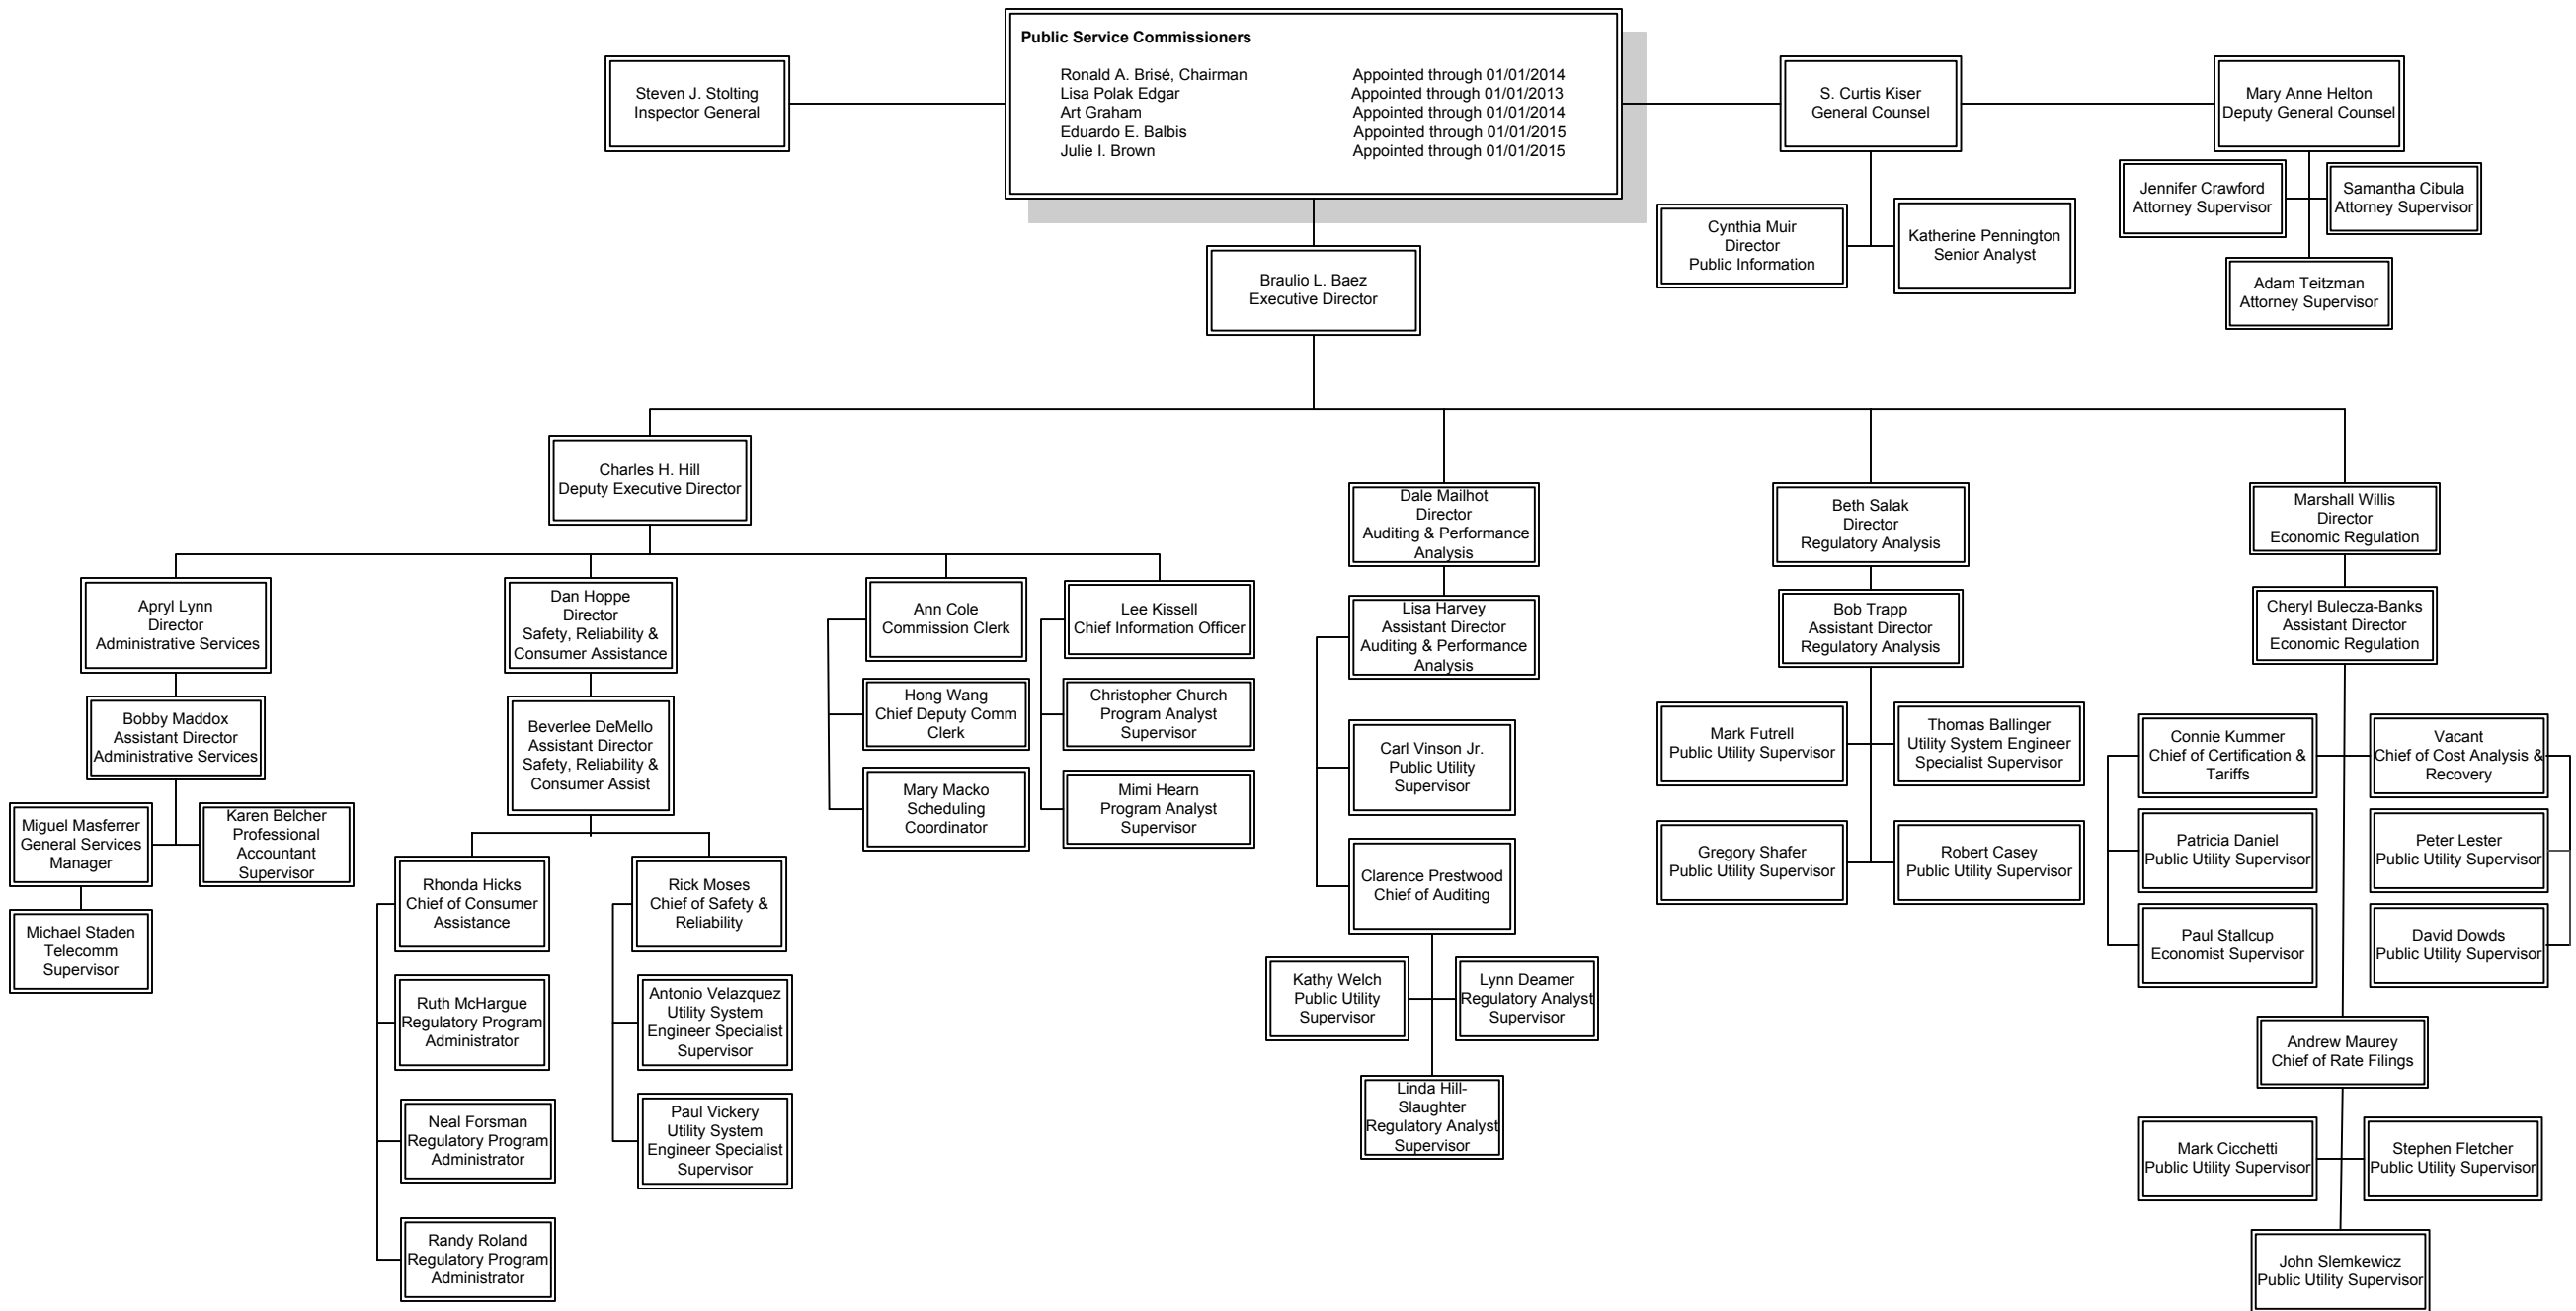 Public Service Commissioners
Ronald A. Brisé, Chairman Appointed through 01/01/2014
Lisa Polak Edgar Appointed through 01/01/2013
Art Graham Appointed through 01/01/2014
Eduardo E. Balbis Appointed through 01/01/2015
Julie I. Brown Appointed through 01/01/2015
Steven J. Stolting
Inspector General
S. Curtis Kiser
General Counsel
Mary Anne Helton
Deputy General Counsel
Jennifer Crawford
Attorney Supervisor
Samantha Cibula
Attorney Supervisor
Cynthia Muir
Director
Public Information
Katherine Pennington
Senior Analyst
Adam Teitzman
Attorney Supervisor
Braulio L. Baez
Executive Director
Charles H. Hill
Deputy Executive Director
Dale Mailhot
Director
Auditing & Performance
Analysis
Beth Salak
Director
Regulatory Analysis
Marshall Willis
Director
Economic Regulation
Apryl Lynn
Director
Administrative Services
Dan Hoppe
Director
Safety, Reliability &
Consumer Assistance
Ann Cole
Commission Clerk
Lee Kissell
Chief Information Officer
Lisa Harvey
Assistant Director
Auditing & Performance
Analysis
Bob Trapp
Assistant Director
Regulatory Analysis
Cheryl Bulecza-Banks
Assistant Director
Economic Regulation
Bobby Maddox
Assistant Director
Administrative Services
Beverlee DeMello
Assistant Director
Safety, Reliability &
Consumer Assist
Hong Wang
Chief Deputy Comm
Clerk
Christopher Church
Program Analyst
Supervisor
Carl Vinson Jr.
Public Utility
Supervisor
Mark Futrell
Public Utility Supervisor
Thomas Ballinger
Utility System Engineer
Specialist Supervisor
Connie Kummer
Chief of Certification &
Tariffs
Vacant
Chief of Cost Analysis &
Recovery
Miguel Masferrer
General Services
Manager
Karen Belcher
Professional
Accountant
Supervisor
Mary Macko
Scheduling
Coordinator
Mimi Hearn
Program Analyst
Supervisor
Patricia Daniel
Public Utility Supervisor
Peter Lester
Public Utility Supervisor
Rhonda Hicks
Chief of Consumer
Assistance
Rick Moses
Chief of Safety &
Reliability
Clarence Prestwood
Chief of Auditing
Gregory Shafer
Public Utility Supervisor
Robert Casey
Public Utility Supervisor
Michael Staden
Telecomm
Supervisor
Paul Stallcup
Economist Supervisor
David Dowds
Public Utility Supervisor
Ruth McHargue
Regulatory Program
Administrator
Antonio Velazquez
Utility System
Engineer Specialist
Supervisor
Kathy Welch
Public Utility
Supervisor
Lynn Deamer
Regulatory Analyst
Supervisor
Andrew Maurey
Chief of Rate Filings
Neal Forsman
Regulatory Program
Administrator
Paul Vickery
Utility System
Engineer Specialist
Supervisor
Linda Hill-
Slaughter
Regulatory Analyst
Supervisor
Mark Cicchetti
Public Utility Supervisor
Stephen Fletcher
Public Utility Supervisor
Randy Roland
Regulatory Program
Administrator
John Slemkewicz
Public Utility Supervisor